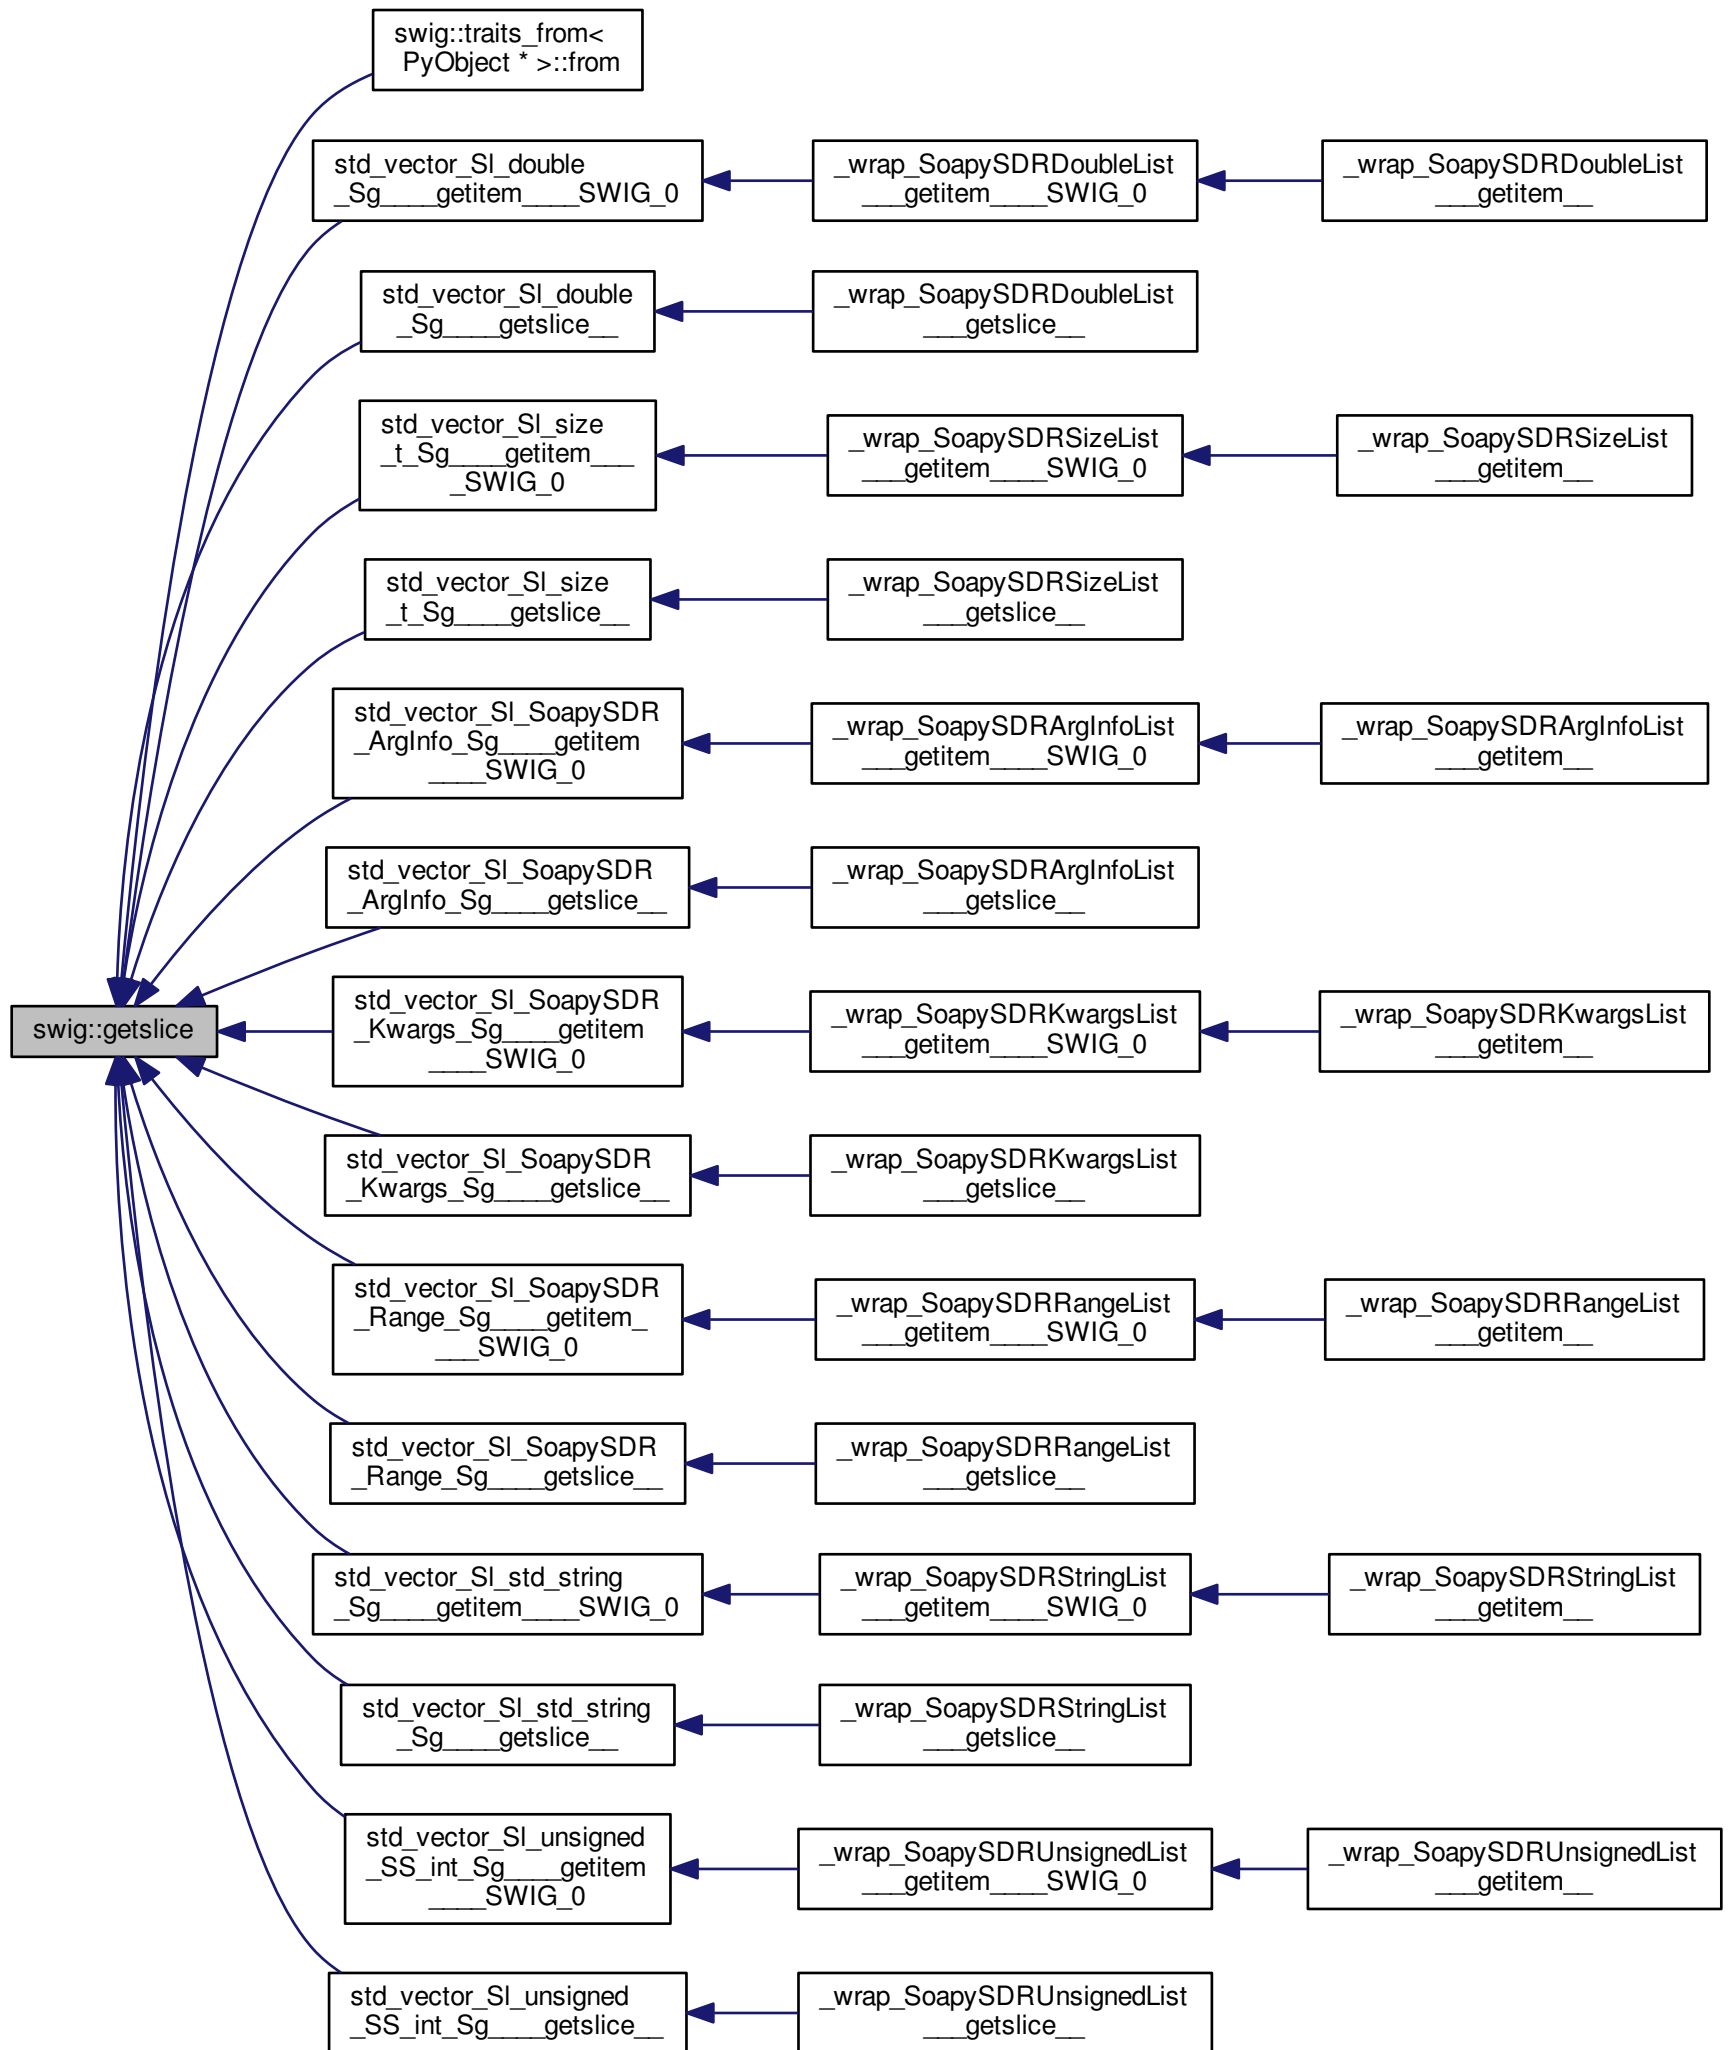 swig::traits_from<
PyObject * >::from
std_vector_Sl_double
_Sg____getitem____SWIG_0
_wrap_SoapySDRDoubleList
___getitem____SWIG_0
_wrap_SoapySDRDoubleList
___getitem__
std_vector_Sl_double
_Sg____getslice__
_wrap_SoapySDRDoubleList
___getslice__
std_vector_Sl_size
_t_Sg____getitem___
_SWIG_0
_wrap_SoapySDRSizeList
___getitem____SWIG_0
_wrap_SoapySDRSizeList
___getitem__
std_vector_Sl_size
_t_Sg____getslice__
_wrap_SoapySDRSizeList
___getslice__
std_vector_Sl_SoapySDR
_ArgInfo_Sg____getitem
____SWIG_0
_wrap_SoapySDRArgInfoList
___getitem____SWIG_0
_wrap_SoapySDRArgInfoList
___getitem__
std_vector_Sl_SoapySDR
_ArgInfo_Sg____getslice__
_wrap_SoapySDRArgInfoList
___getslice__
swig::getslice
std_vector_Sl_SoapySDR
_Kwargs_Sg____getitem
____SWIG_0
_wrap_SoapySDRKwargsList
___getitem____SWIG_0
_wrap_SoapySDRKwargsList
___getitem__
std_vector_Sl_SoapySDR
_Kwargs_Sg____getslice__
_wrap_SoapySDRKwargsList
___getslice__
std_vector_Sl_SoapySDR
_Range_Sg____getitem_
___SWIG_0
_wrap_SoapySDRRangeList
___getitem____SWIG_0
_wrap_SoapySDRRangeList
___getitem__
std_vector_Sl_SoapySDR
_Range_Sg____getslice__
_wrap_SoapySDRRangeList
___getslice__
std_vector_Sl_std_string
_Sg____getitem____SWIG_0
_wrap_SoapySDRStringList
___getitem____SWIG_0
_wrap_SoapySDRStringList
___getitem__
std_vector_Sl_std_string
_Sg____getslice__
_wrap_SoapySDRStringList
___getslice__
std_vector_Sl_unsigned
_SS_int_Sg____getitem
____SWIG_0
_wrap_SoapySDRUnsignedList
___getitem____SWIG_0
_wrap_SoapySDRUnsignedList
___getitem__
std_vector_Sl_unsigned
_SS_int_Sg____getslice__
_wrap_SoapySDRUnsignedList
___getslice__